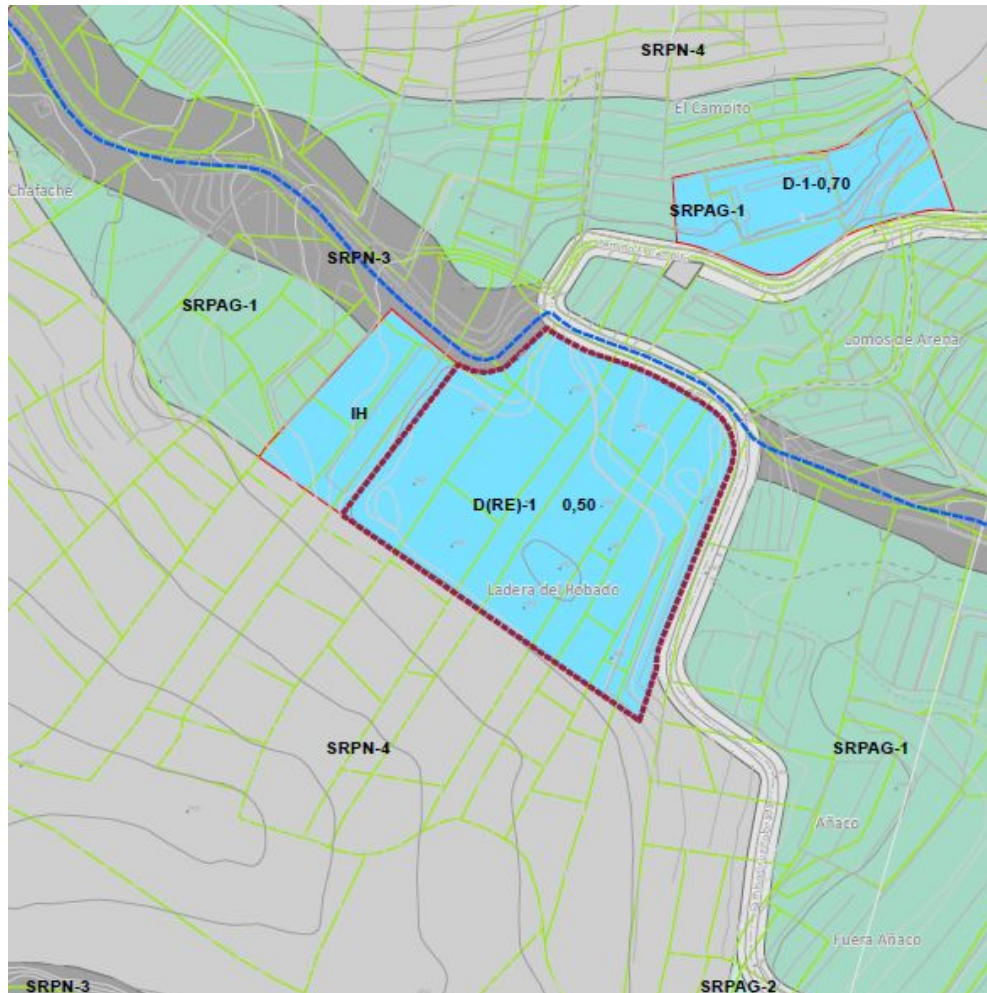 SRPN-4
El Campito
D-1-0,70
Chafache
SRPAG-1
SRPN-3
SRPAG-1
Lomos de Arena
IH
D(RE)-1 0,50
Ladera del Robado
SRPN-4
SRPAG-1
Añaco
Fuera Añaco
SRPN-3
SRPAG-2